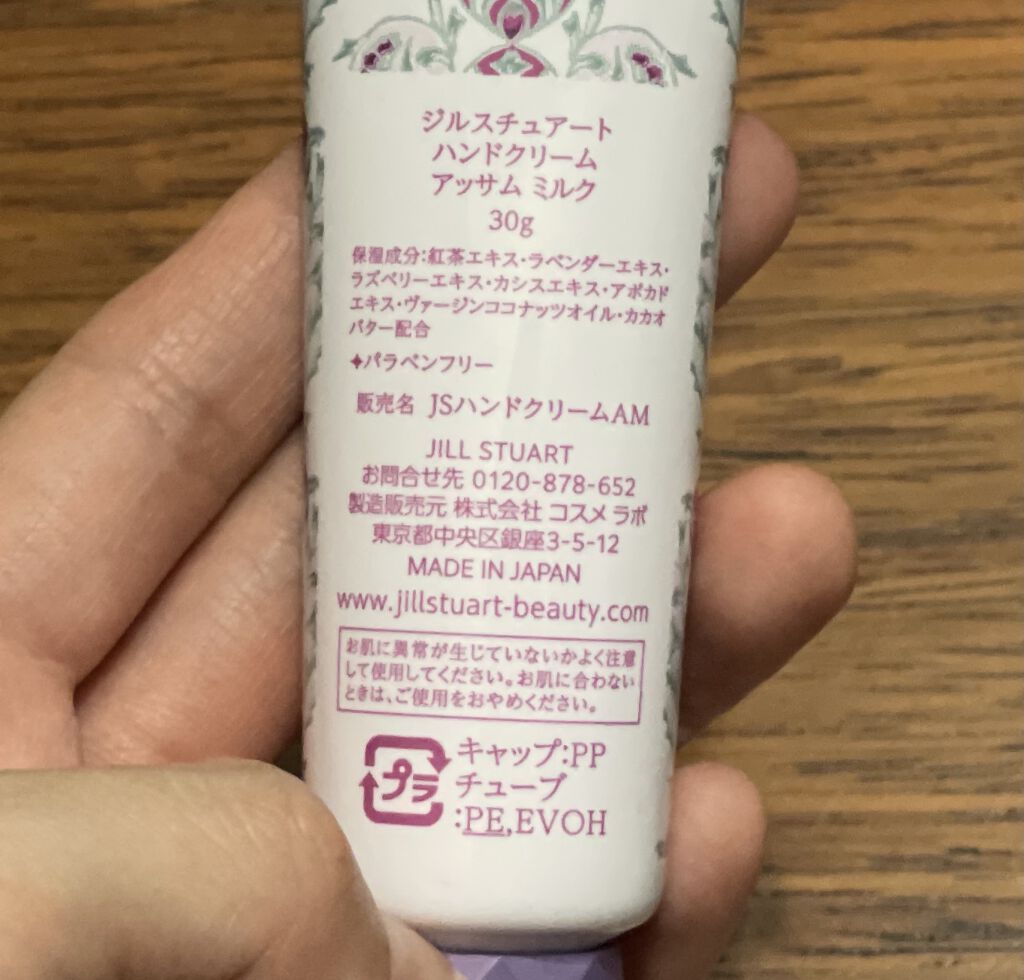 ジルスチュアート
ハンドクリーム
アッサム ミルク
30g
保湿成分:紅茶エキス・ラベンダーエキス・
ラズベリーエキス・カシスエキス・アボカド
エキス・ヴァージンココナッツオイル・カカオ
バター配合
✦パラベンフリー
販売名 JSハンドクリームAM
JILL STUART
お問合せ先 0120-878-652
製造販売元 株式会社 コスメ ラボ
東京都中央区銀座3-5-12
MADE IN JAPAN
www.jillstuart-beauty.com
お肌に異常が生じていないかよく注意
して使用してください。お肌に合わない
ときは、ご使用をおやめください。
プラ
キャップ:PP
チューブ
:PE,EVOH